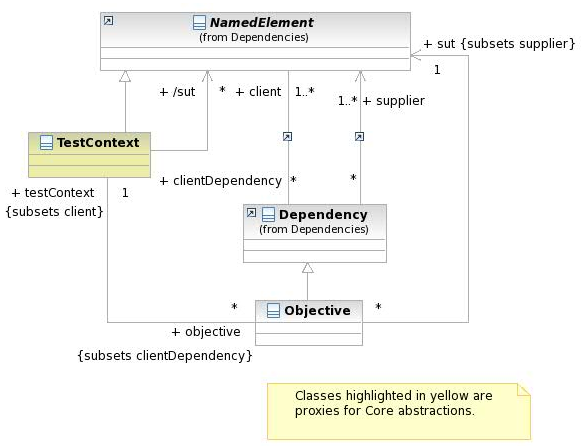 NamedElement
(from Dependencies)
+ sut {subsets supplier}
1
+ /sut
*
+ client
1..*
1..*
+ supplier
TestContext
+ testContext
1
{subsets client}
+ clientDependency
*
*
Dependency
(from Dependencies)
*
Objective
*
+ objective
{subsets clientDependency}
Classes highlighted in yellow are
proxies for Core abstractions.